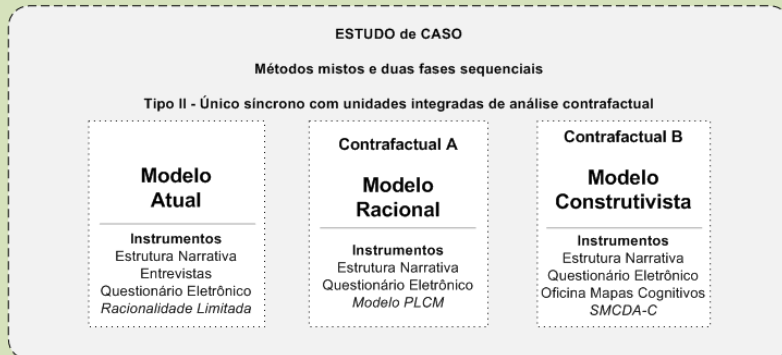 ESTUDO de CASO
Métodos mistos e duas fases sequenciais
Tipo II - Único síncrono com unidades integradas de análise contrafactual
Modelo
Atual
Instrumentos
Estrutura Narrativa
Entrevistas
Questionário Eletrônico
Racionalidade Limitada
Contrafactual A
Modelo
Racional
Instrumentos
Estrutura Narrativa
Questionário Eletrônico
Modelo PLCM
Contrafactual B
Modelo
Construtivista
Instrumentos
Estrutura Narrativa
Questionário Eletrônico
Oficina Mapas Cognitivos
SMCDA-C